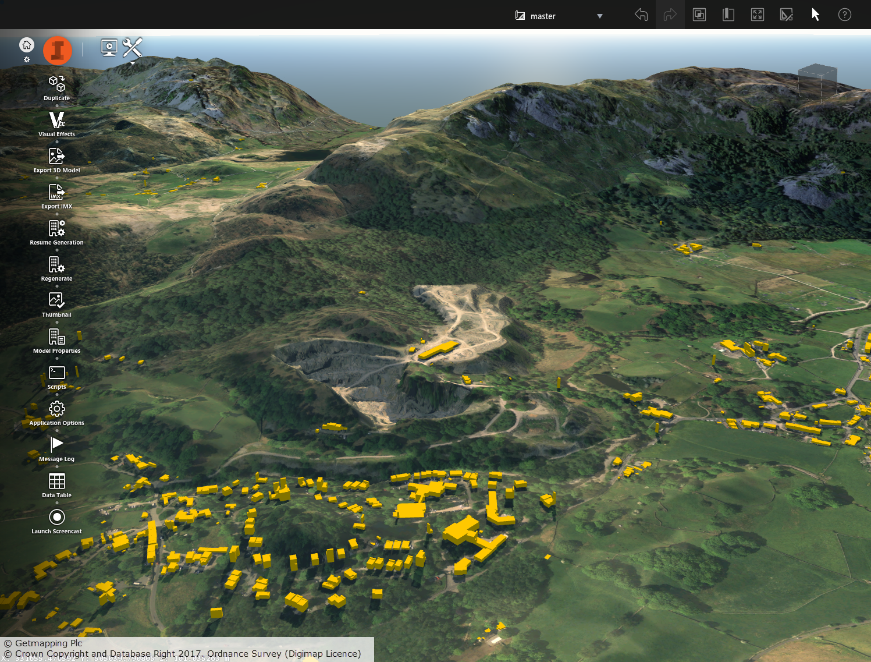 master
Duplicate
Visual Effects
Export 3D Model
Export IMX
Resume Generation
Regenerate
Thumbnail
Model Properties
Scripts
Application Options
Message Log
Data Table
Launch Screencast
© Getmapping Plc
© Crown Copyright and Database Right 2017. Ordnance Survey (Digimap Licence)